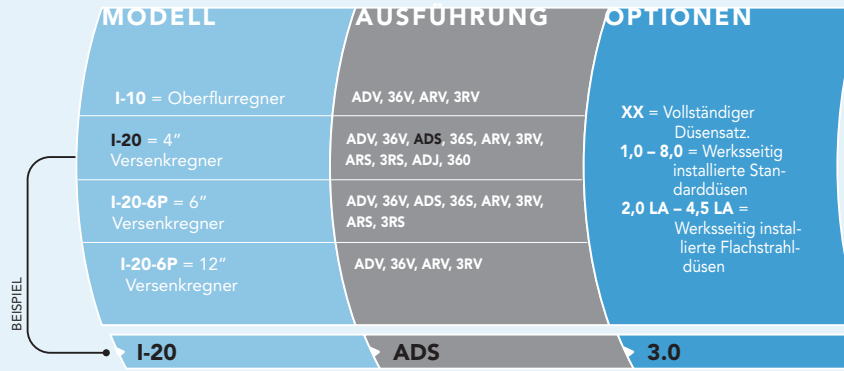 MODELL
AUSFÜHRUNG
OPTIONEN
I-10 = Oberflurregner
ADV, 36V, ARV, 3RV
I-20 = 4”
Versenkregner
ADV, 36V, ADS, 36S, ARV, 3RV,
ARS, 3RS, ADJ, 360
I-20-6P = 6”
Versenkregner
ADV, 36V, ADS, 36S, ARV, 3RV,
ARS, 3RS
I-20-6P = 12”
Versenkregner
ADV, 36V, ARV, 3RV
XX = Vollständiger
Düsensatz.
1,0 – 8,0 = Werksseitig
installierte Stan-
darddüsen
2,0 LA – 4,5 LA =
Werksseitig instal-
lierte Flachstrahl-
düsen
BEISPIEL
I-20
ADS
3.0